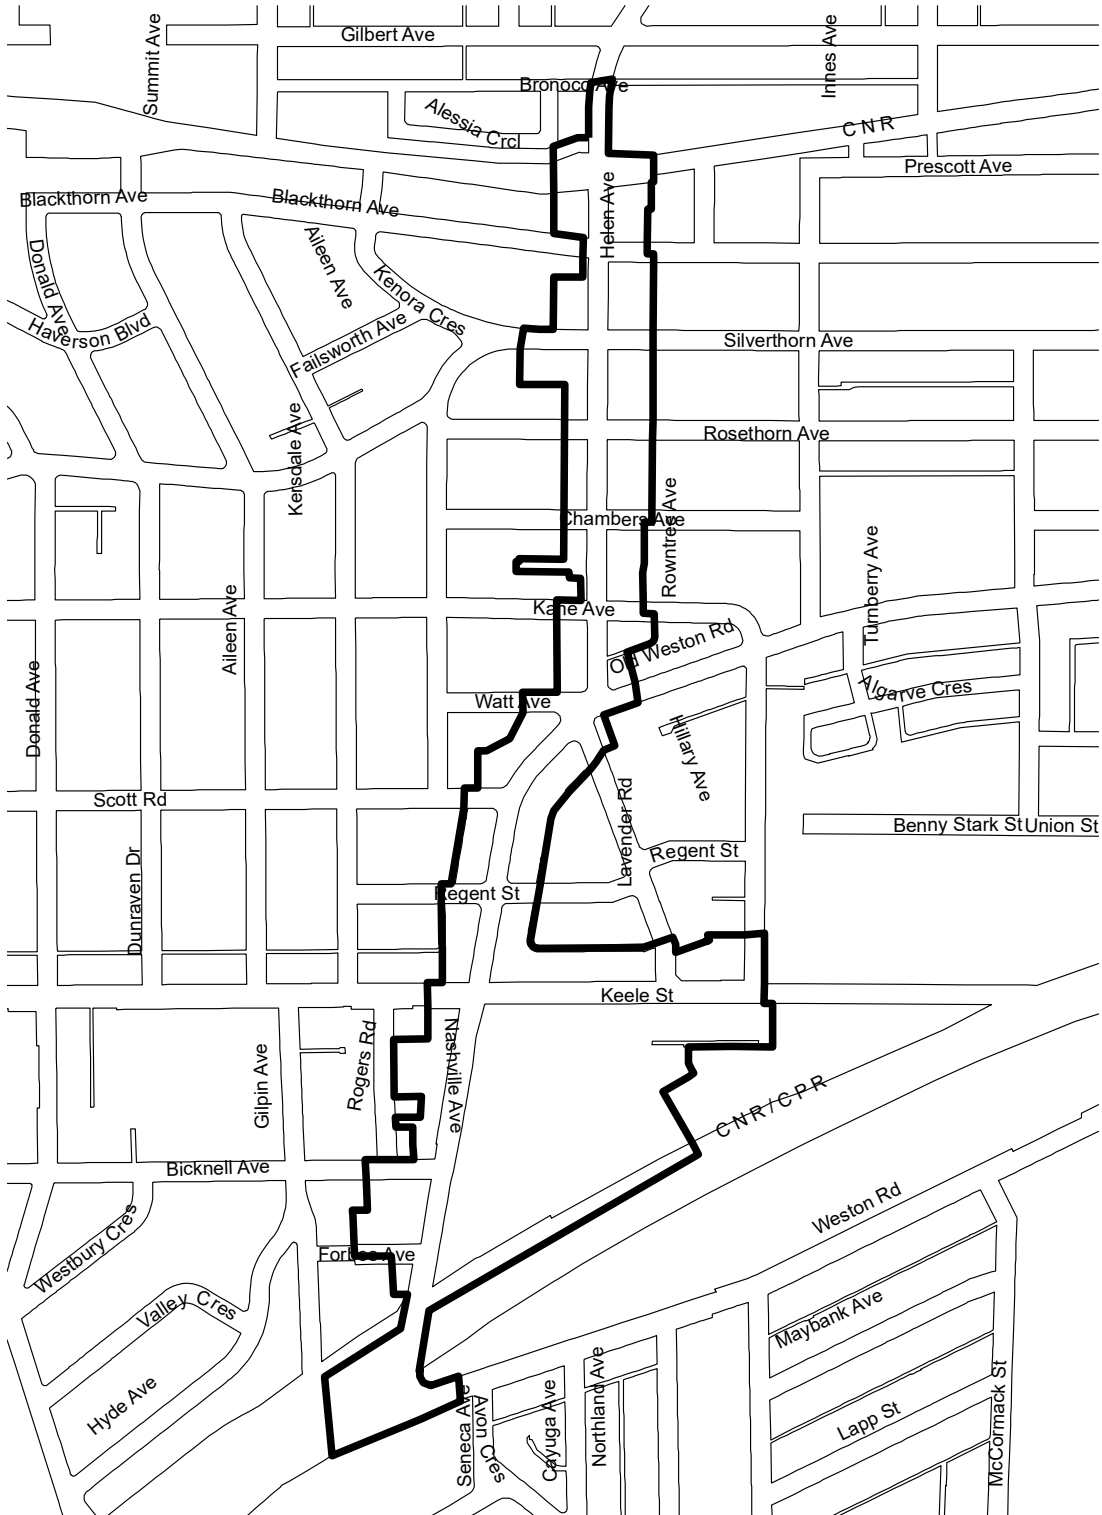 Gilbert Ave
Summit Ave
Innes Ave
Bronoco Ave
Alessia Crcl
C N R
Prescott Ave
Blackthorn Ave
Blackthorn Ave
Helen Ave
Aileen Ave
Donald Ave
Kenora Cres
Haverson Blvd
Failsworth Ave
Silverthorn Ave
Rosethorn Ave
Kersdale Ave
Chambers Ave
Rowntree Ave
Turnberry Ave
Kane Ave
Aileen Ave
Old Weston Rd
Donald Ave
Algarve Cres
Watt Ave
Hillary Ave
Scott Rd
Lavender Rd
Benny Stark St
Union St
Regent St
Dunraven Dr
Regent St
Keele St
Rogers Rd
Nashville Ave
Gilpin Ave
C N R / C P R
Bicknell Ave
Weston Rd
Westbury Cres
Forbes Ave
Valley Cres
Maybank Ave
Hyde Ave
Northland Ave
Seneca Ave
Avon Cres
Cayuga Ave
Lapp St
McCormack St